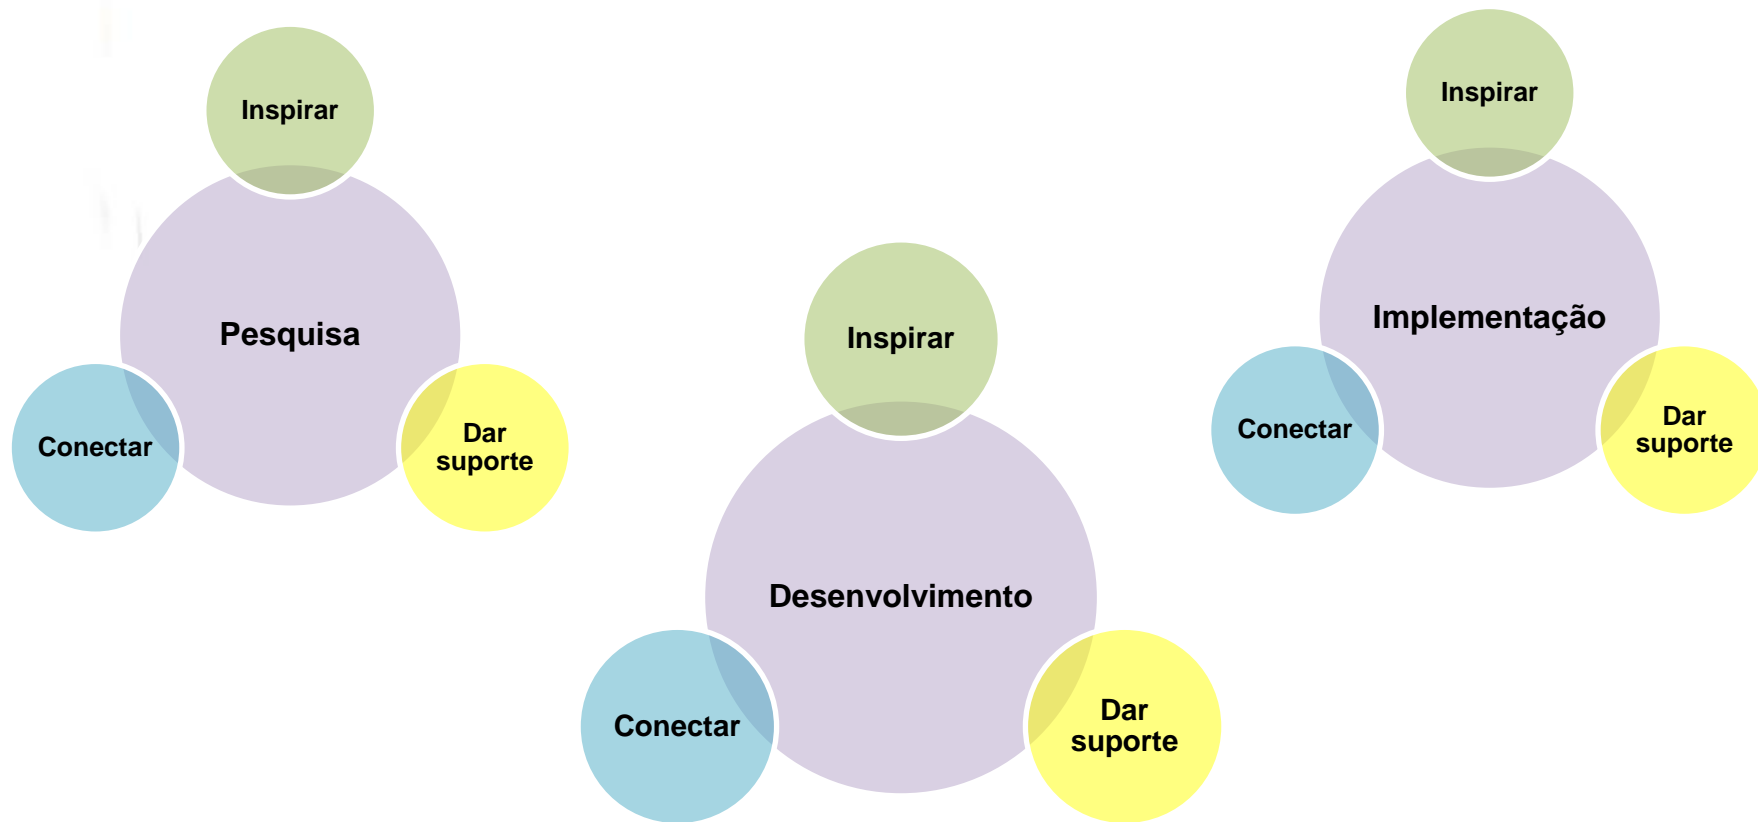 Inspirar
Pesquisa
Conectar
Dar
suporte
Inspirar
Desenvolvimento
Conectar
Dar
suporte
Inspirar
Implementação
Conectar
Dar
suporte